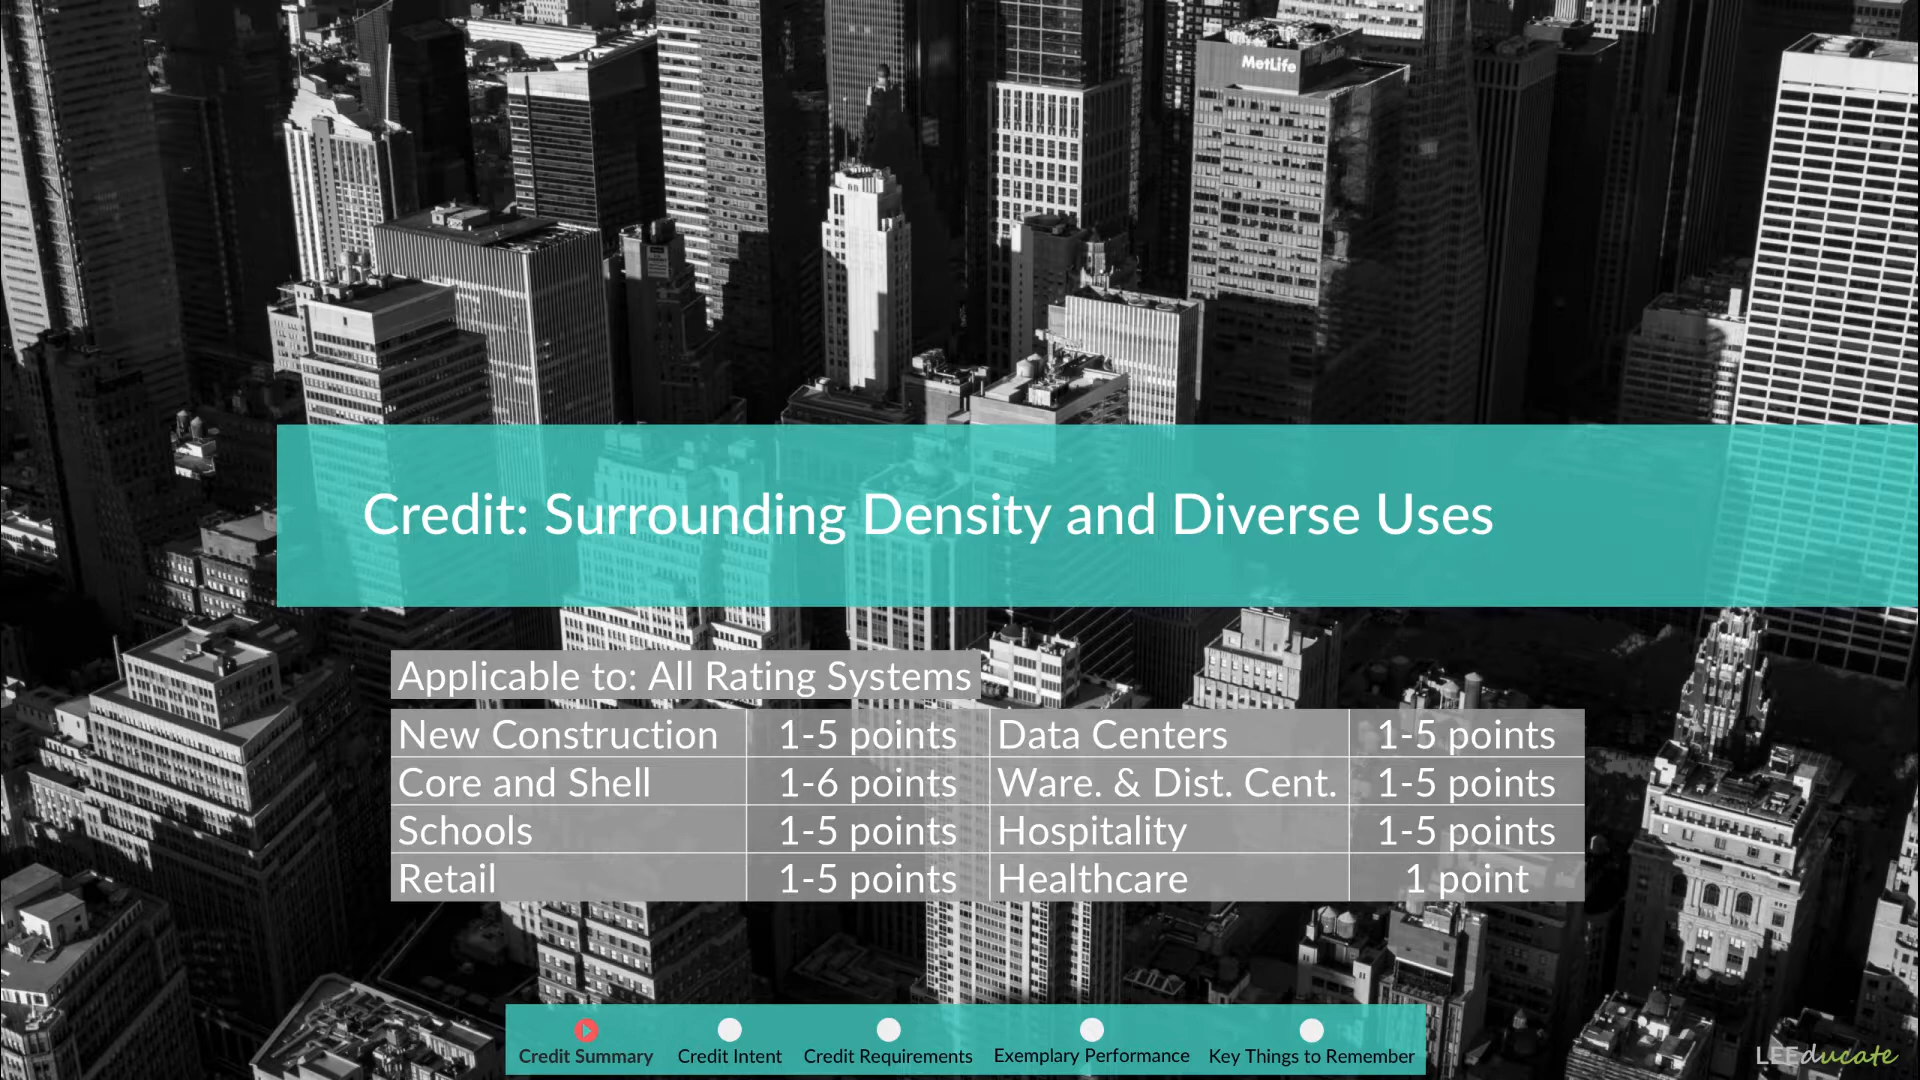 MetLife
Credit: Surrounding Density and Diverse Uses
Applicable to: All Rating Systems
New Construction 1-5 points Data Centers 1-5 points
Core and Shell 1-6 points Ware. & Dist. Cent. 1-5 points
Schools 1-5 points Hospitality 1-5 points
Retail 1-5 points Healthcare 1 point
Credit Summary Credit Intent Credit Requirements Exemplary Performance Key Things to Remember
LEEducate